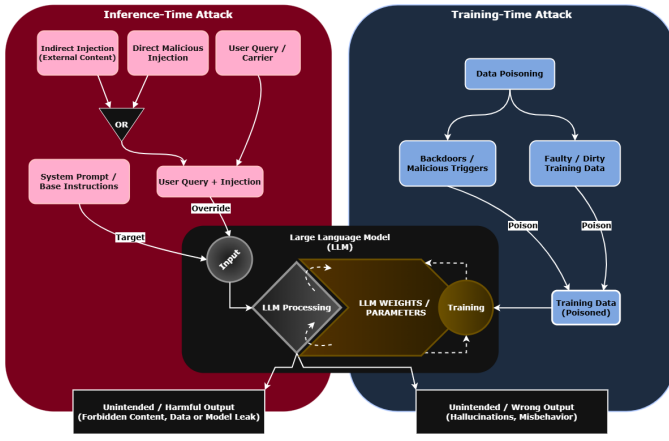 Inference-Time Attack
Training-Time Attack
Indirect Injection
(External Content)
Direct Malicious
Injection
User Query /
Carrier
Data Poisoning
OR
System Prompt /
Base Instructions
User Query + Injection
Backdoors /
Malicious Triggers
Faulty / Dirty
Training Data
Override
Target
Poison
Poison
Large Language Model
(LLM)
Input
LLM Processing
LLM WEIGHTS /
PARAMETERS
Training
Training Data
(Poisoned)
Unintended / Harmful Output
(Forbidden Content, Data or Model Leak)
Unintended / Wrong Output
(Hallucinations, Misbehavior)